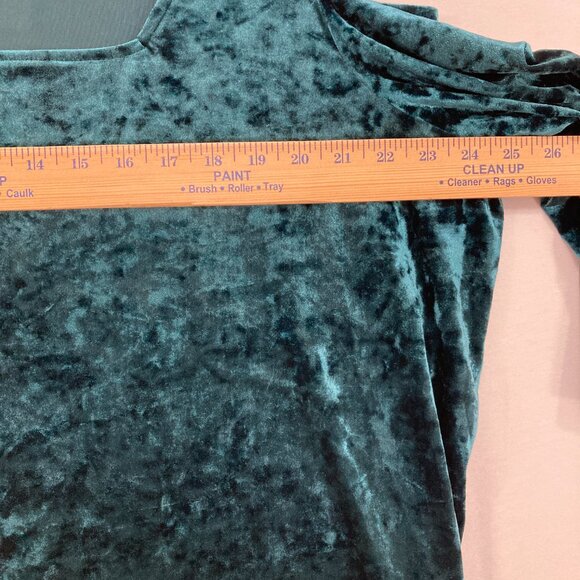 14 15 16 17 18 19 20 21 22 23 24 25 26
P PAINT CLEAN UP
• Caulk • Brush • Roller • Tray • Cleaner • Rags • Gloves